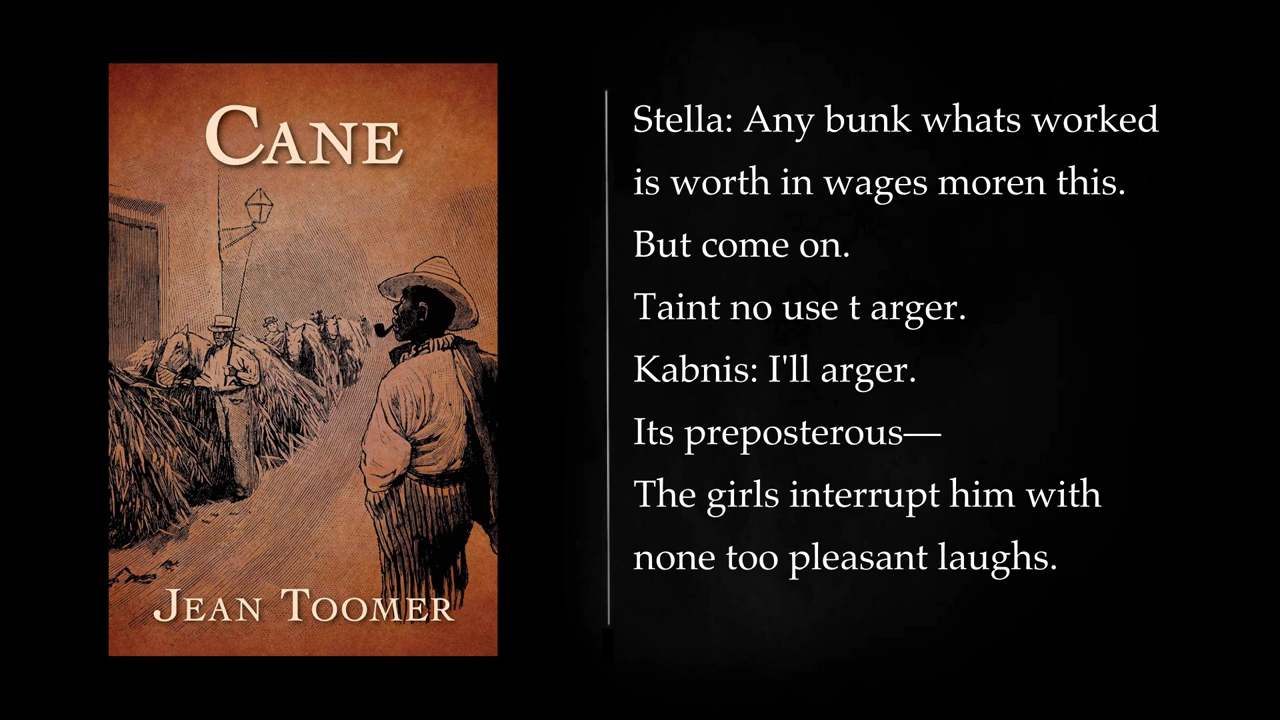 CANE
JEAN TOOMER
Stella: Any bunk whats worked
is worth in wages moren this.
But come on.
Taint no use t arger.
Kabnis: I'll arger.
Its preposterous—
The girls interrupt him with
none too pleasant laughs.